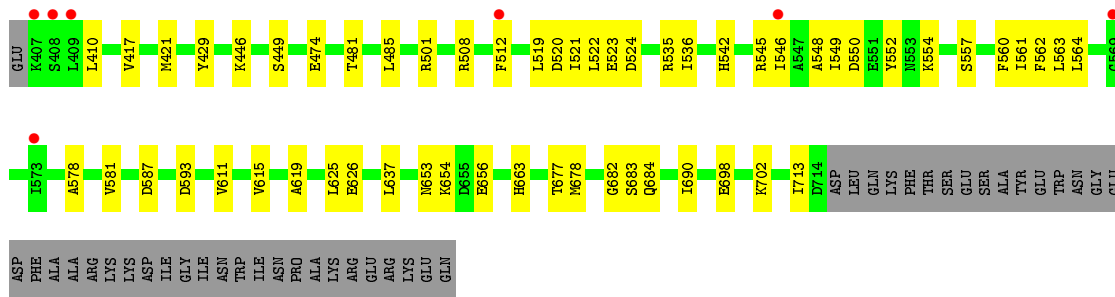 GLU K407 S408 L409 L410 V417 M421 Y429 K446 S449 E474 T481 L485 R501 R508 F512 L519 D520 I521 L522 E523 D524 R535 I536 H542 R545 I546 A547 A548 I549 D550 E551 Y552 N553 K554 S557 F560 I561 F562 L563 L564 G569
I573 A578 V581 D587 D593 V611 V615 A619 L625 E626 L637 N653 K654 D655 E656 H663 T677 M678 G682 S683 Q684 I690 E698 K702 I713 D714 ASP LEU GLN LYS PHE THR SER GLU SER ALA TYR GLU TRP ASN GLY GLU
ASP PHE ALA ALA ARG LYS LYS ASP ILE GLY ILE ASN TRP ILE ASN PRO ALA LYS ARG GLU ARG LYS GLU GLN